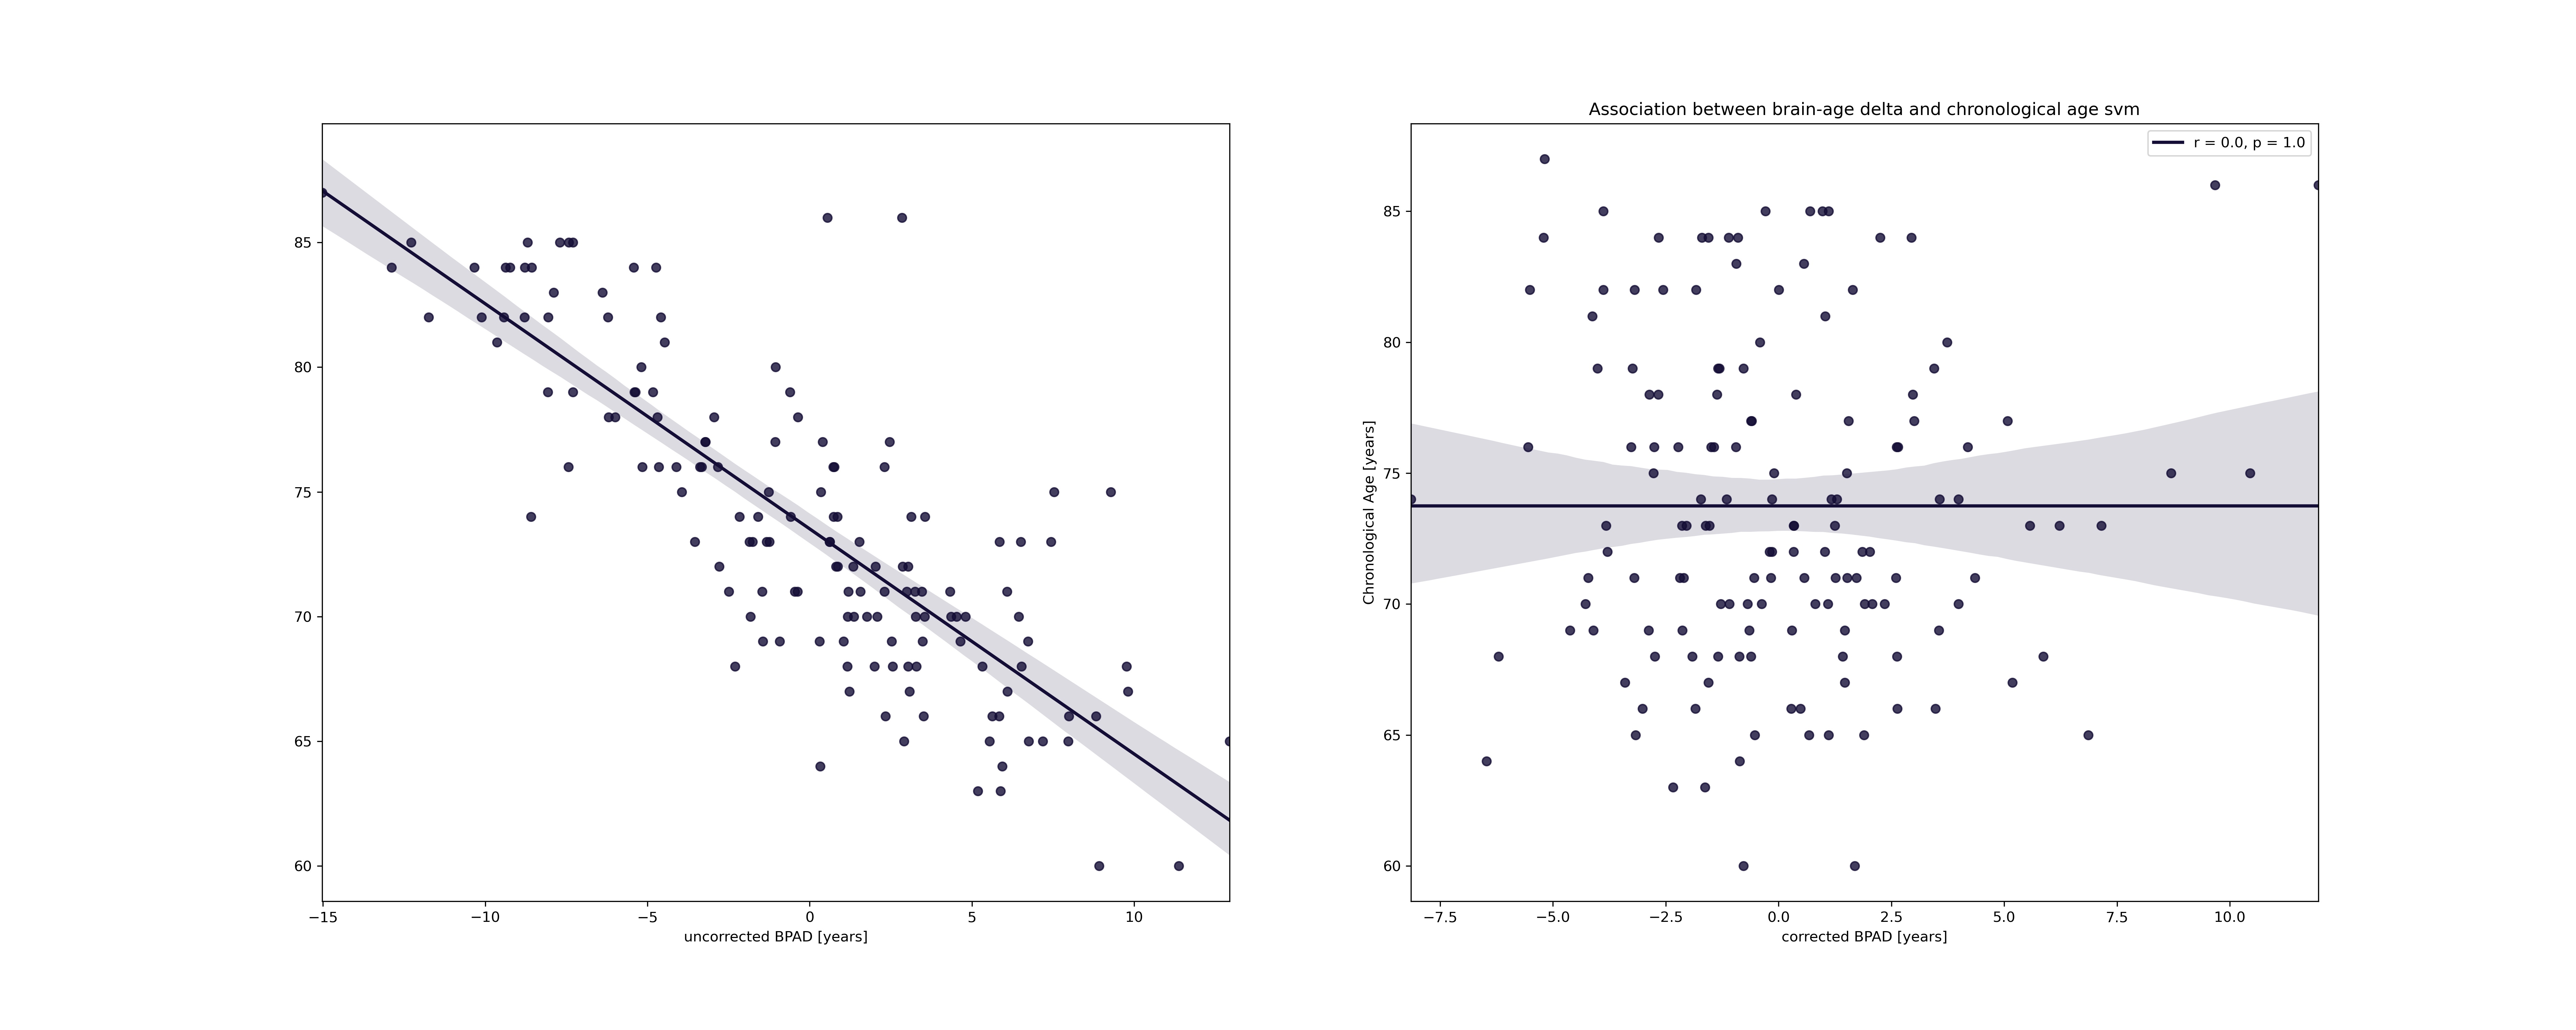 85
80
75
70
65
60
−15 −10 −5 0 5 10
uncorrected BPAD [years]
Association between brain-age delta and chronological age svm
r = 0.0, p = 1.0
Chronological Age [years]
85
80
75
70
65
60
−7.5 −5.0 −2.5 0.0 2.5 5.0 7.5 10.0
corrected BPAD [years]